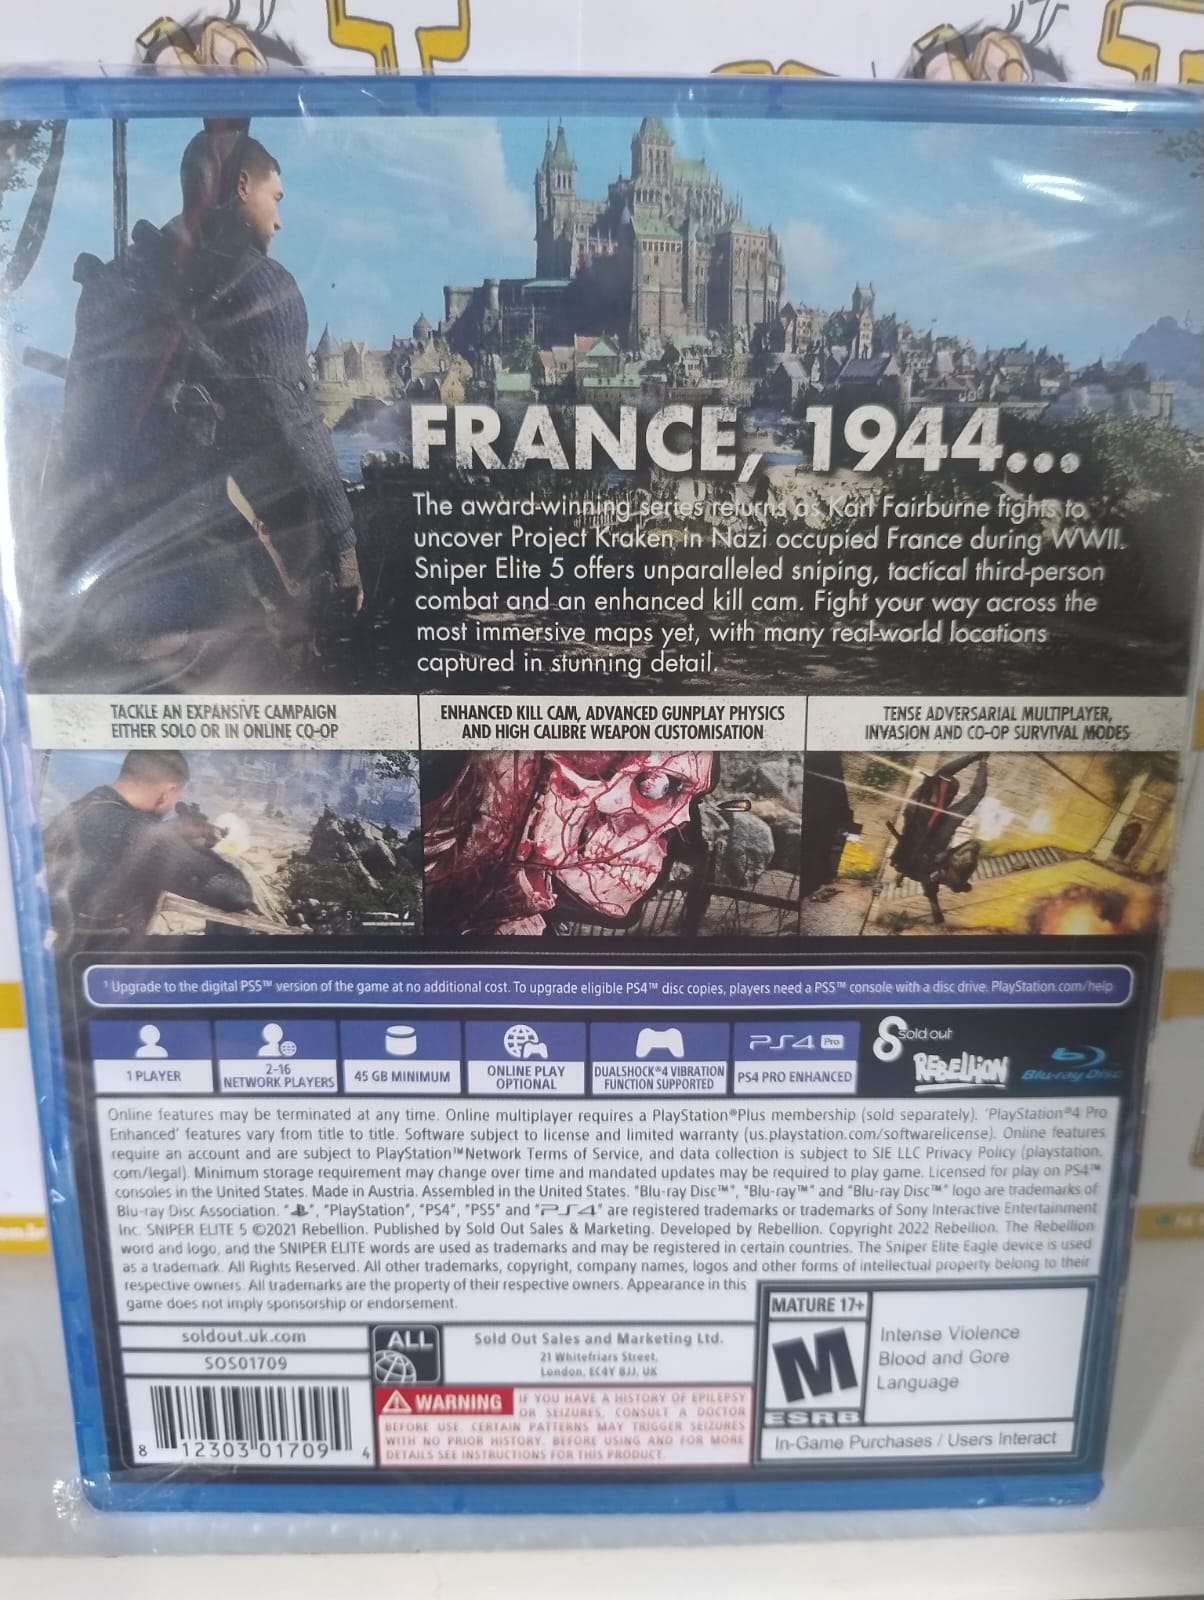 FRANCE, 1944...
The award-winning series returns as Karl Fairburne fights to
uncover Project Kraken in Nazi occupied France during WWII.
Sniper Elite 5 offers unparalleled sniping, tactical third-person
combat and an enhanced kill cam. Fight your way across the
most immersive maps yet, with many real-world locations
captured in stunning detail.
TACKLE AN EXPANSIVE CAMPAIGN
EITHER SOLO OR IN ONLINE CO-OP
ENHANCED KILL CAM, ADVANCED GUNPLAY PHYSICS
AND HIGH CALIBRE WEAPON CUSTOMISATION
TENSE ADVERSARIAL MULTIPLAYER,
INVASION AND CO-OP SURVIVAL MODES
¹ Upgrade to the digital PS5™ version of the game at no additional cost. To upgrade eligible PS4™ disc copies, players need a PS5™ console with a disc drive. PlayStation.com/help
1 PLAYER
2-16
NETWORK PLAYERS
45 GB MINIMUM
ONLINE PLAY
OPTIONAL
DUALSHOCK®4 VIBRATION
FUNCTION SUPPORTED
PS4 Pro
PS4 PRO ENHANCED
Sold out
REBELLION
Blu-ray Disc
Online features may be terminated at any time. Online multiplayer requires a PlayStation®Plus membership (sold separately). 'PlayStation®4 Pro
Enhanced' features vary from title to title. Software subject to license and limited warranty (us.playstation.com/softwarelicense). Online features
require an account and are subject to PlayStation™Network Terms of Service, and data collection is subject to SIE LLC Privacy Policy (playstation.
com/legal). Minimum storage requirement may change over time and mandated updates may be required to play game. Licensed for play on PS4™
consoles in the United States. Made in Austria. Assembled in the United States. "Blu-ray Disc™", "Blu-ray™" and "Blu-ray Disc™" logo are trademarks of
Blu-ray Disc Association. "", "PlayStation", "PS4", "PS5" and "PS4" are registered trademarks or trademarks of Sony Interactive Entertainment
Inc. SNIPER ELITE 5 ©2021 Rebellion. Published by Sold Out Sales & Marketing. Developed by Rebellion. Copyright 2022 Rebellion. The Rebellion
word and logo, and the SNIPER ELITE words are used as trademarks and may be registered in certain countries. The Sniper Elite Eagle device is used
as a trademark. All Rights Reserved. All other trademarks, copyright, company names, logos and other forms of intellectual property belong to their
respective owners. All trademarks are the property of their respective owners. Appearance in this
game does not imply sponsorship or endorsement.
soldout.uk.com
SOS01709
ALL
Sold Out Sales and Marketing Ltd.
21 Whitefriars Street,
London, EC4Y 8JJ, UK
WARNING IF YOU HAVE A HISTORY OF EPILEPSY
OR SEIZURES, CONSULT A DOCTOR
BEFORE USE. CERTAIN PATTERNS MAY TRIGGER SEIZURES
WITH NO PRIOR HISTORY. BEFORE USING AND FOR MORE
DETAILS SEE INSTRUCTIONS FOR THIS PRODUCT.
8 12303 01709 4
MATURE 17+
M
ESRB
Intense Violence
Blood and Gore
Language
In-Game Purchases / Users Interact